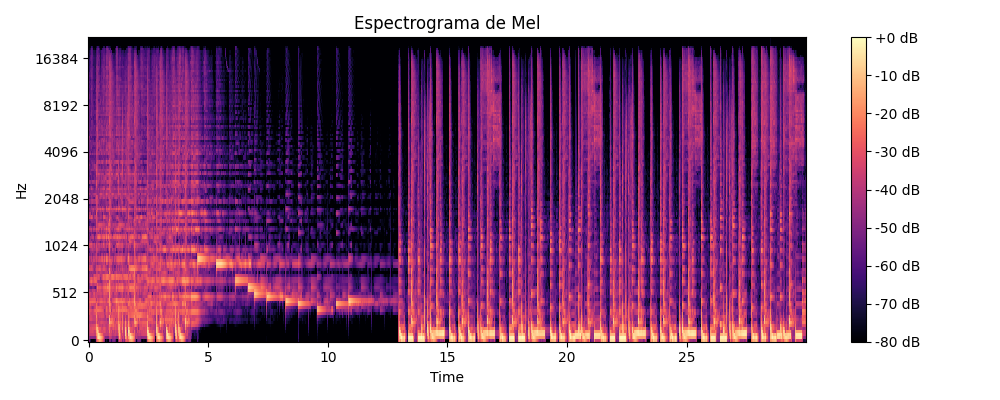 Espectrograma de Mel
Hz
16384
8192
4096
2048
1024
512
0
0 5 10 15 20 25
Time
+0 dB
-10 dB
-20 dB
-30 dB
-40 dB
-50 dB
-60 dB
-70 dB
-80 dB